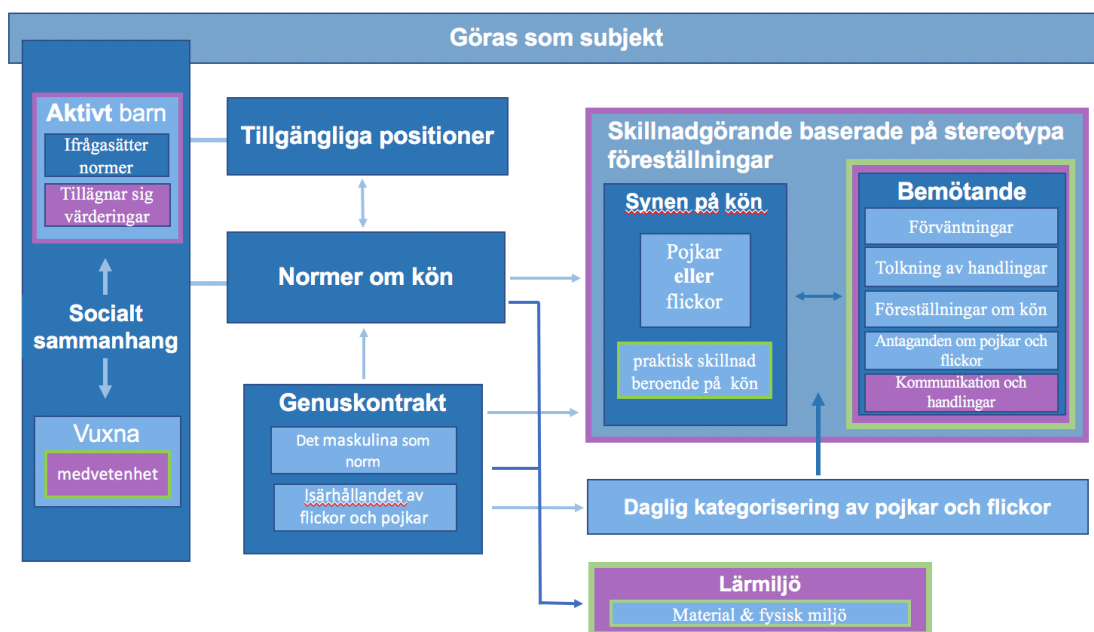 Göras som subjekt
Aktivt barn
Ifrågasätter
normer
Tillägnar sig
värderingar
Socialt
sammanhang
Vuxna
medvetenhet
Tillgängliga positioner
Normer om kön
Genuskontrakt
Det maskulina som
norm
Isärhållandet av
flickor och pojkar
Skillnadgörande baserade på stereotypa
föreställningar
Synen på kön
Pojkar
eller
flickor
praktisk skillnad
beroende på kön
Bemötande
Förväntningar
Tolkning av handlingar
Föreställningar om kön
Antaganden om pojkar och
flickor
Kommunikation och
handlingar
Daglig kategorisering av pojkar och flickor
Lärmiljö
Material & fysisk miljö